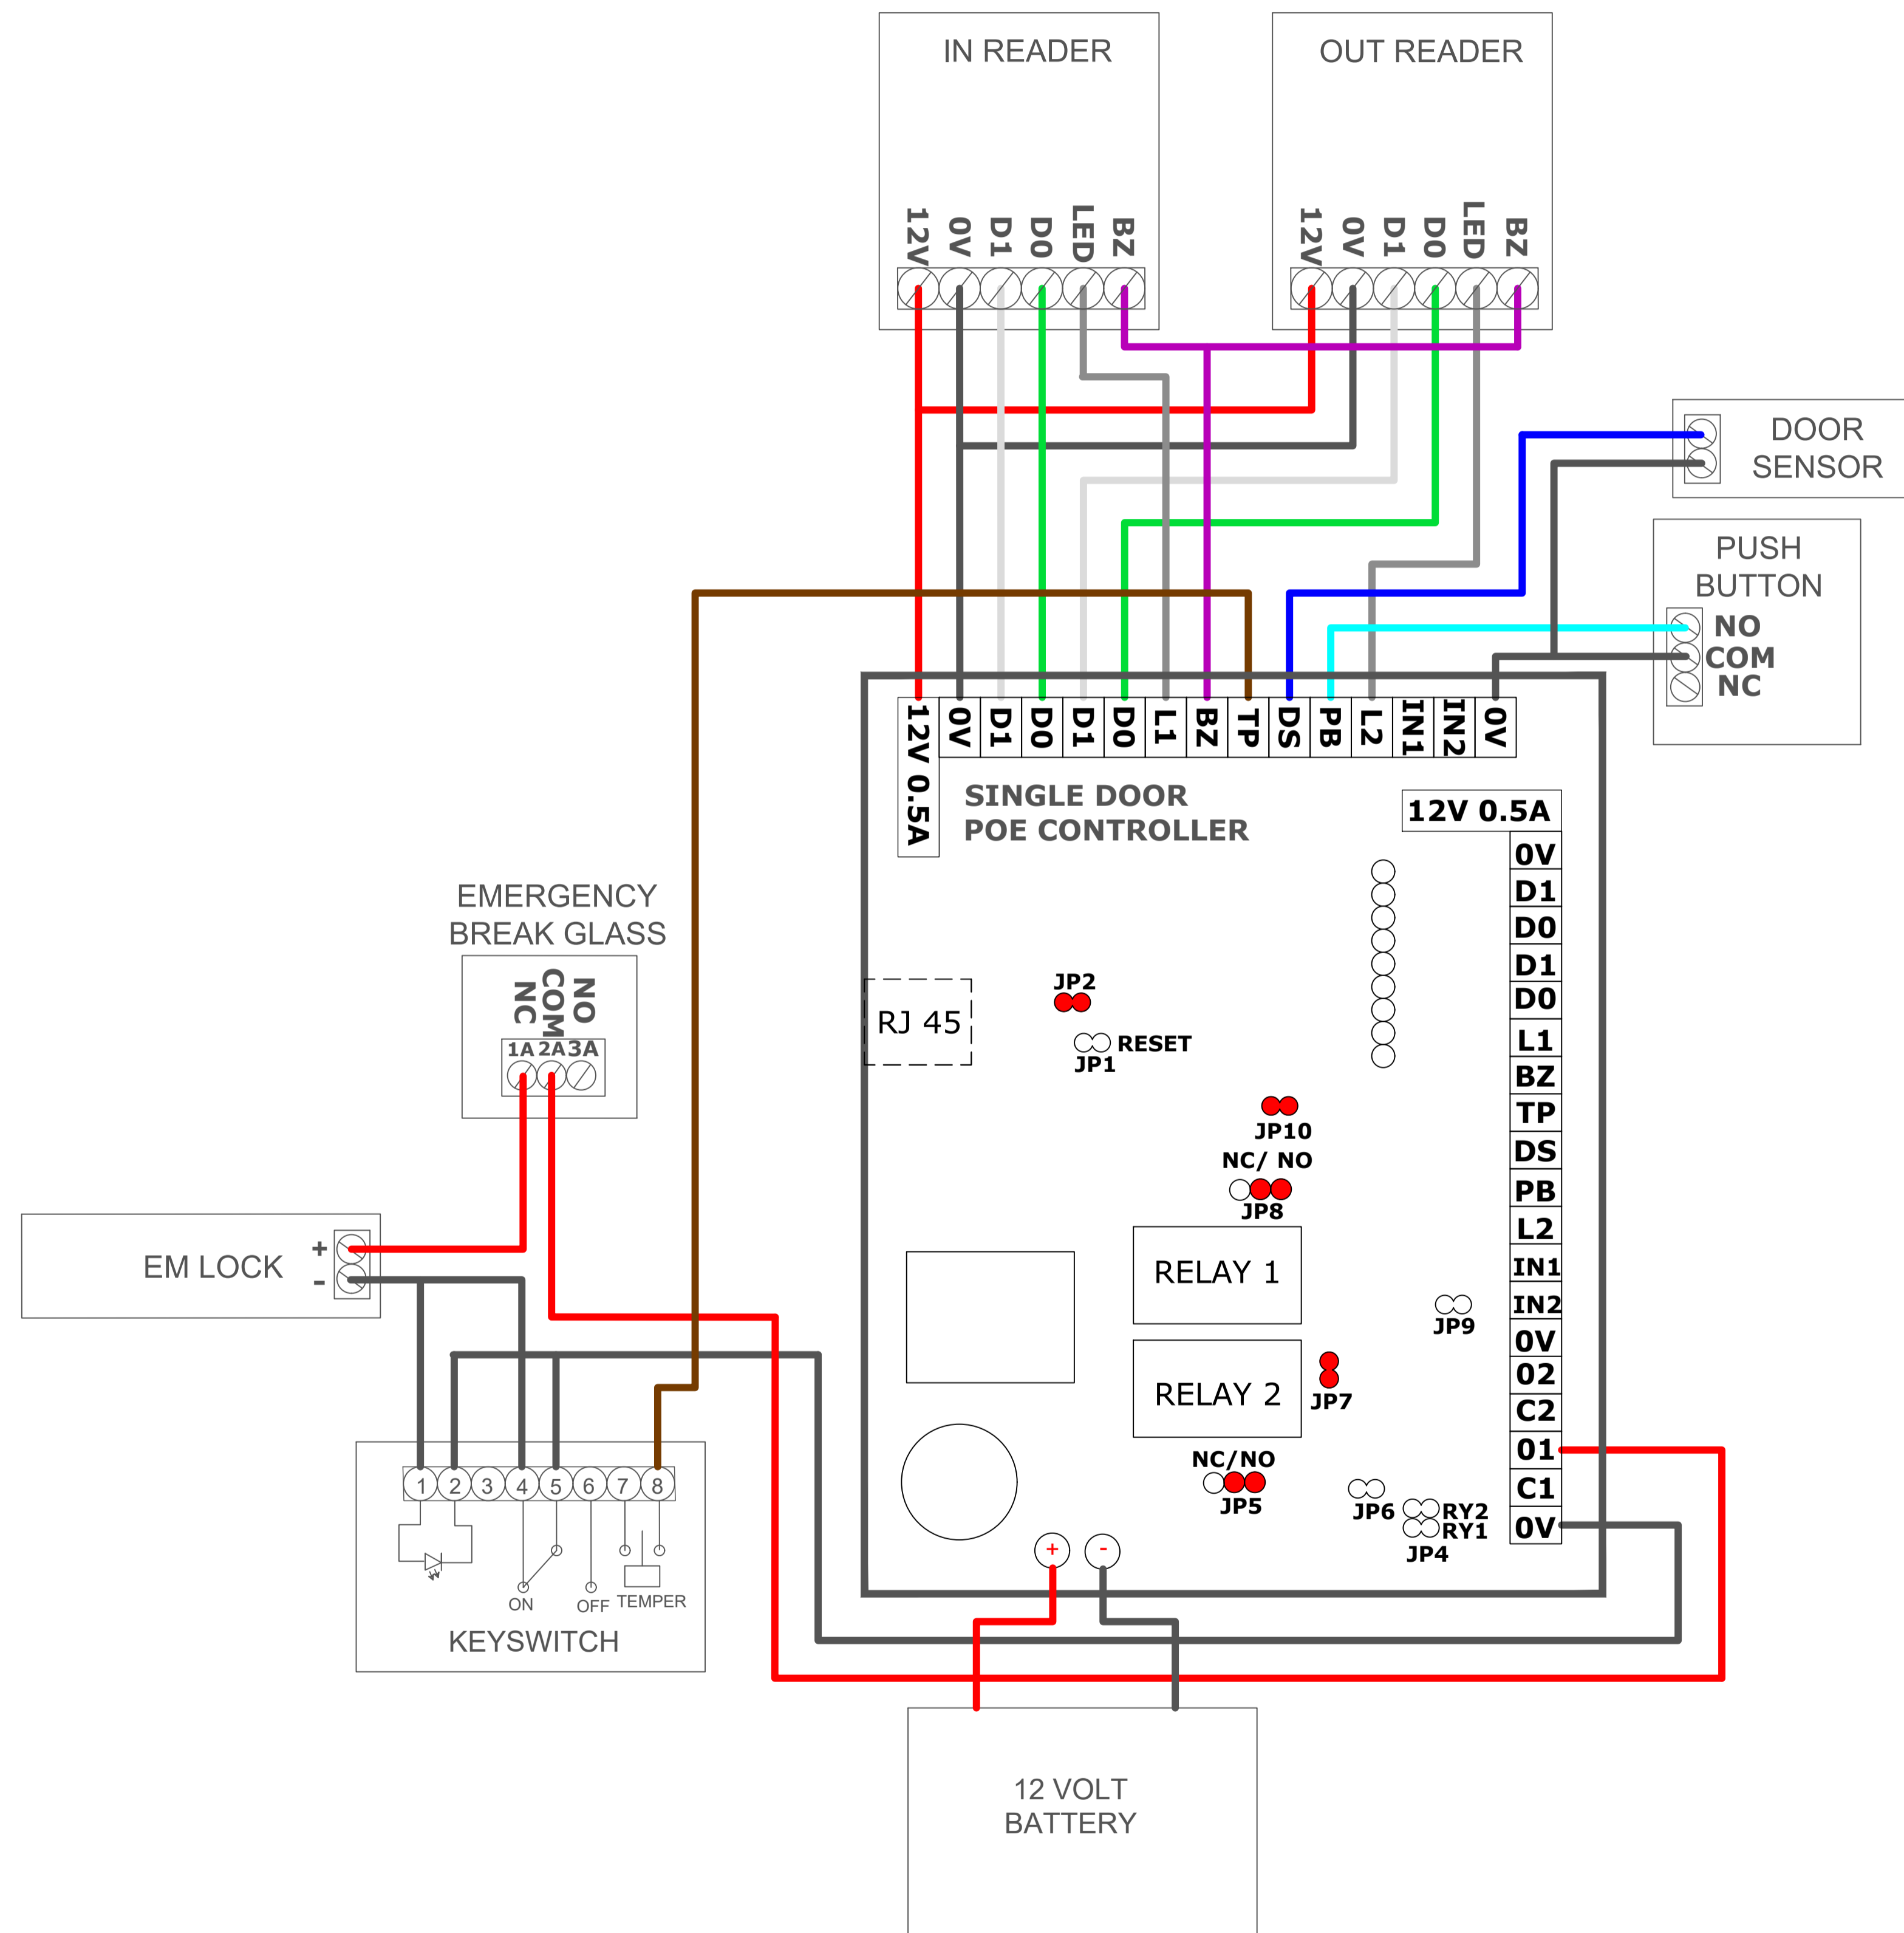 IN READER
12V
0V
D1
D0
LED
BZ
OUT READER
12V
0V
D1
D0
LED
BZ
DOOR
SENSOR
PUSH
BUTTON
NO
COM
NC
12V 0.5A
0V
D1
D0
D1
D0
L1
BZ
TP
DS
PB
L2
IN1
IN2
0V
SINGLE DOOR
POE CONTROLLER
12V 0.5A
0V
D1
D0
D1
D0
L1
BZ
TP
DS
PB
L2
IN1
IN2
0V
02
C2
01
C1
0V
EMERGENCY
BREAK GLASS
NC
COM
NO
1A 2A 3A
RJ 45
JP2
RESET
JP1
JP10
NC/ NO
JP8
RELAY 1
RELAY 2
JP9
JP7
NC/NO
JP5
JP6
RY2
RY1
JP4
+ -
EM LOCK
+
-
1 2 3 4 5 6 7 8
ON
OFF
TEMPER
KEYSWITCH
12 VOLT
BATTERY